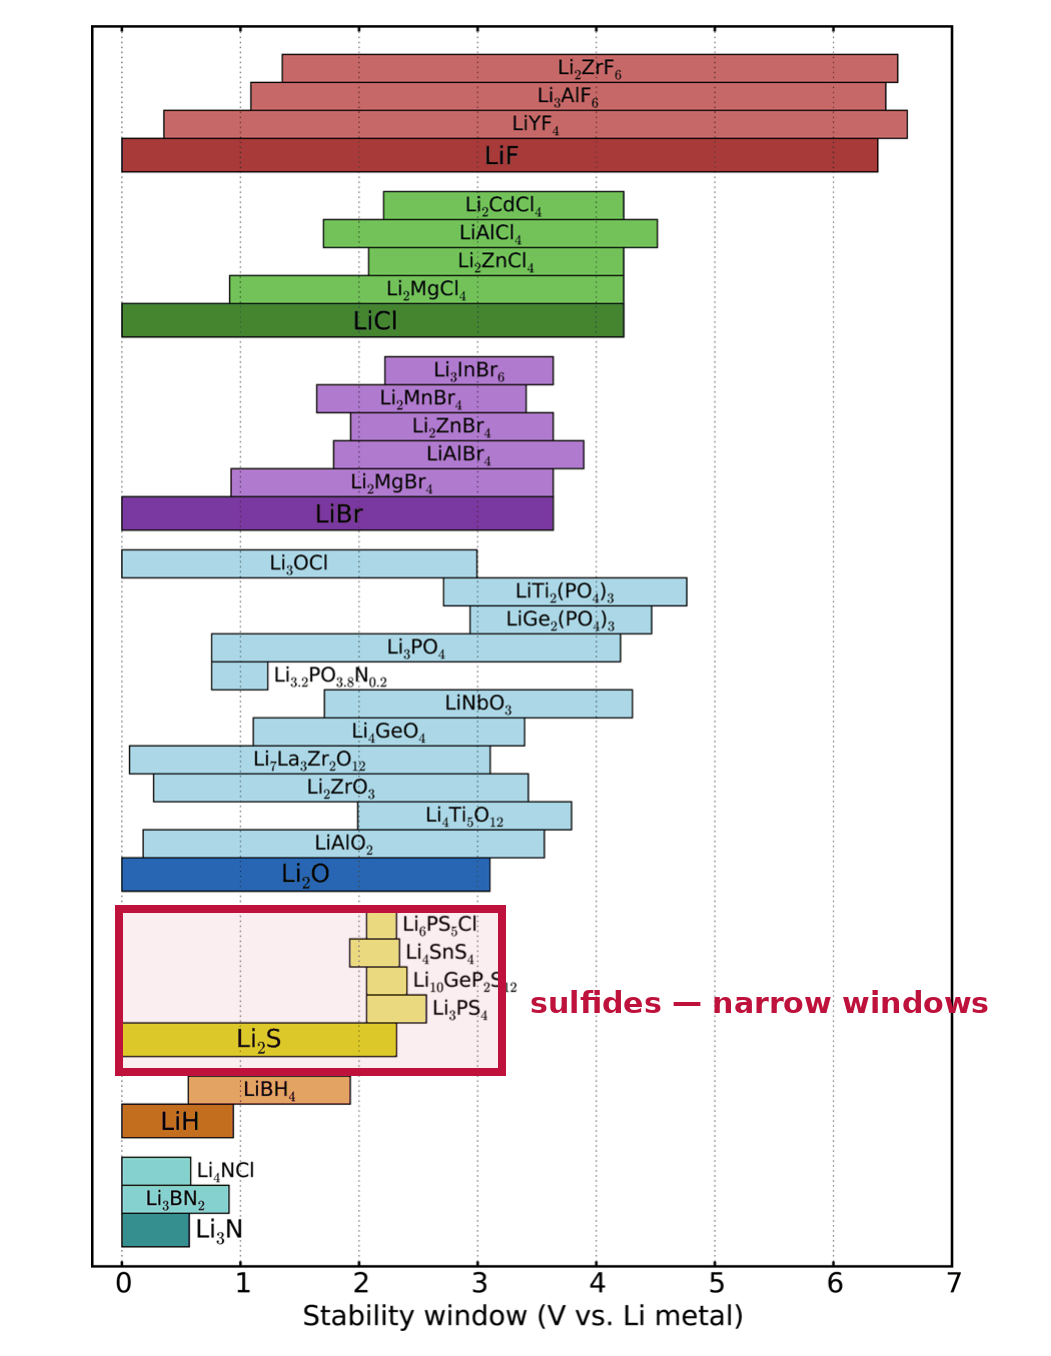 Li₂ZrF₆
Li₃AlF₆
LiYF₄
LiF
Li₂CdCl₄
LiAlCl₄
Li₂ZnCl₄
Li₂MgCl₄
LiCl
Li₃InBr₆
Li₂MnBr₄
Li₂ZnBr₄
LiAlBr₄
Li₂MgBr₄
LiBr
Li₃OCl
LiTi₂(PO₄)₃
LiGe₂(PO₄)₃
Li₃PO₄
Li₃.₂PO₃.₈N₀.₂
LiNbO₃
Li₄GeO₄
Li₇La₃Zr₂O₁₂
Li₂ZrO₃
Li₄Ti₅O₁₂
LiAlO₂
Li₂O
Li₆PS₅Cl
Li₄SnS₄
Li₁₀GeP₂S₁₂
Li₃PS₄
sulfides — narrow windows
Li₂S
LiBH₄
LiH
Li₄NCl
Li₃BN₂
Li₃N
0 1 2 3 4 5 6 7
Stability window (V vs. Li metal)